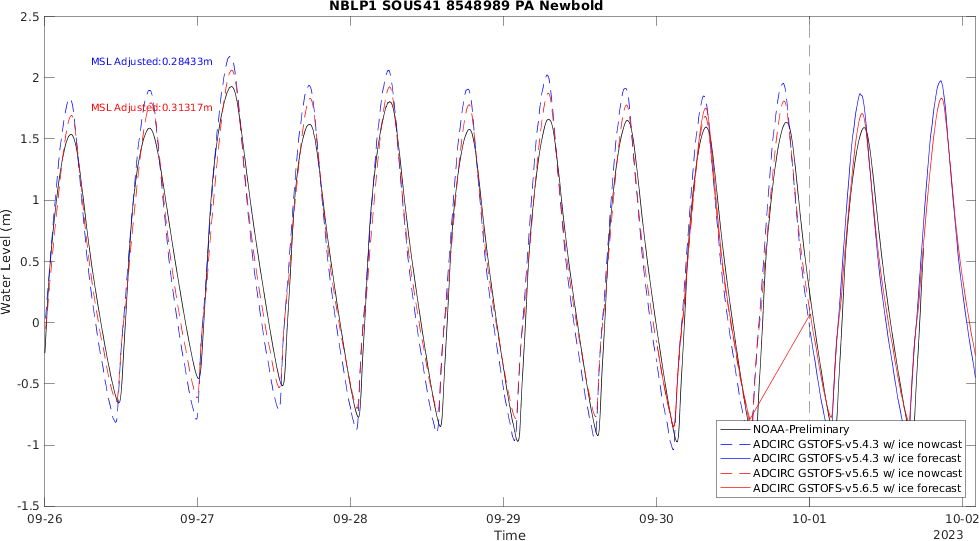 NBLP1 SOUS41 8548989 PA Newbold
2.5
2
1.5
1
0.5
0
-0.5
-1
-1.5
Water Level (m)
MSL Adjusted:0.28433m
MSL Adjusted:0.31317m
NOAA-Preliminary
ADCIRC GSTOFS-v5.4.3 w/ ice nowcast
ADCIRC GSTOFS-v5.4.3 w/ ice forecast
ADCIRC GSTOFS-v5.6.5 w/ ice nowcast
ADCIRC GSTOFS-v5.6.5 w/ ice forecast
09-26 09-27 09-28 09-29 09-30 10-01 10-02
Time
2023